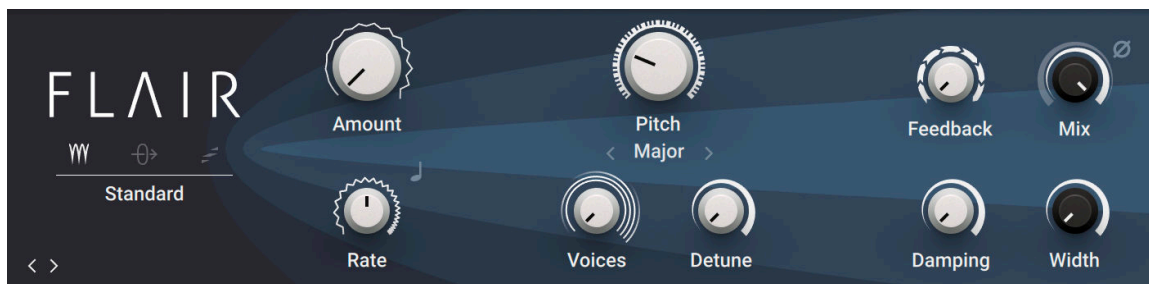 FLAIR
Standard
Amount
Rate
Pitch
Major
Voices
Detune
Feedback
Mix
Damping
Width